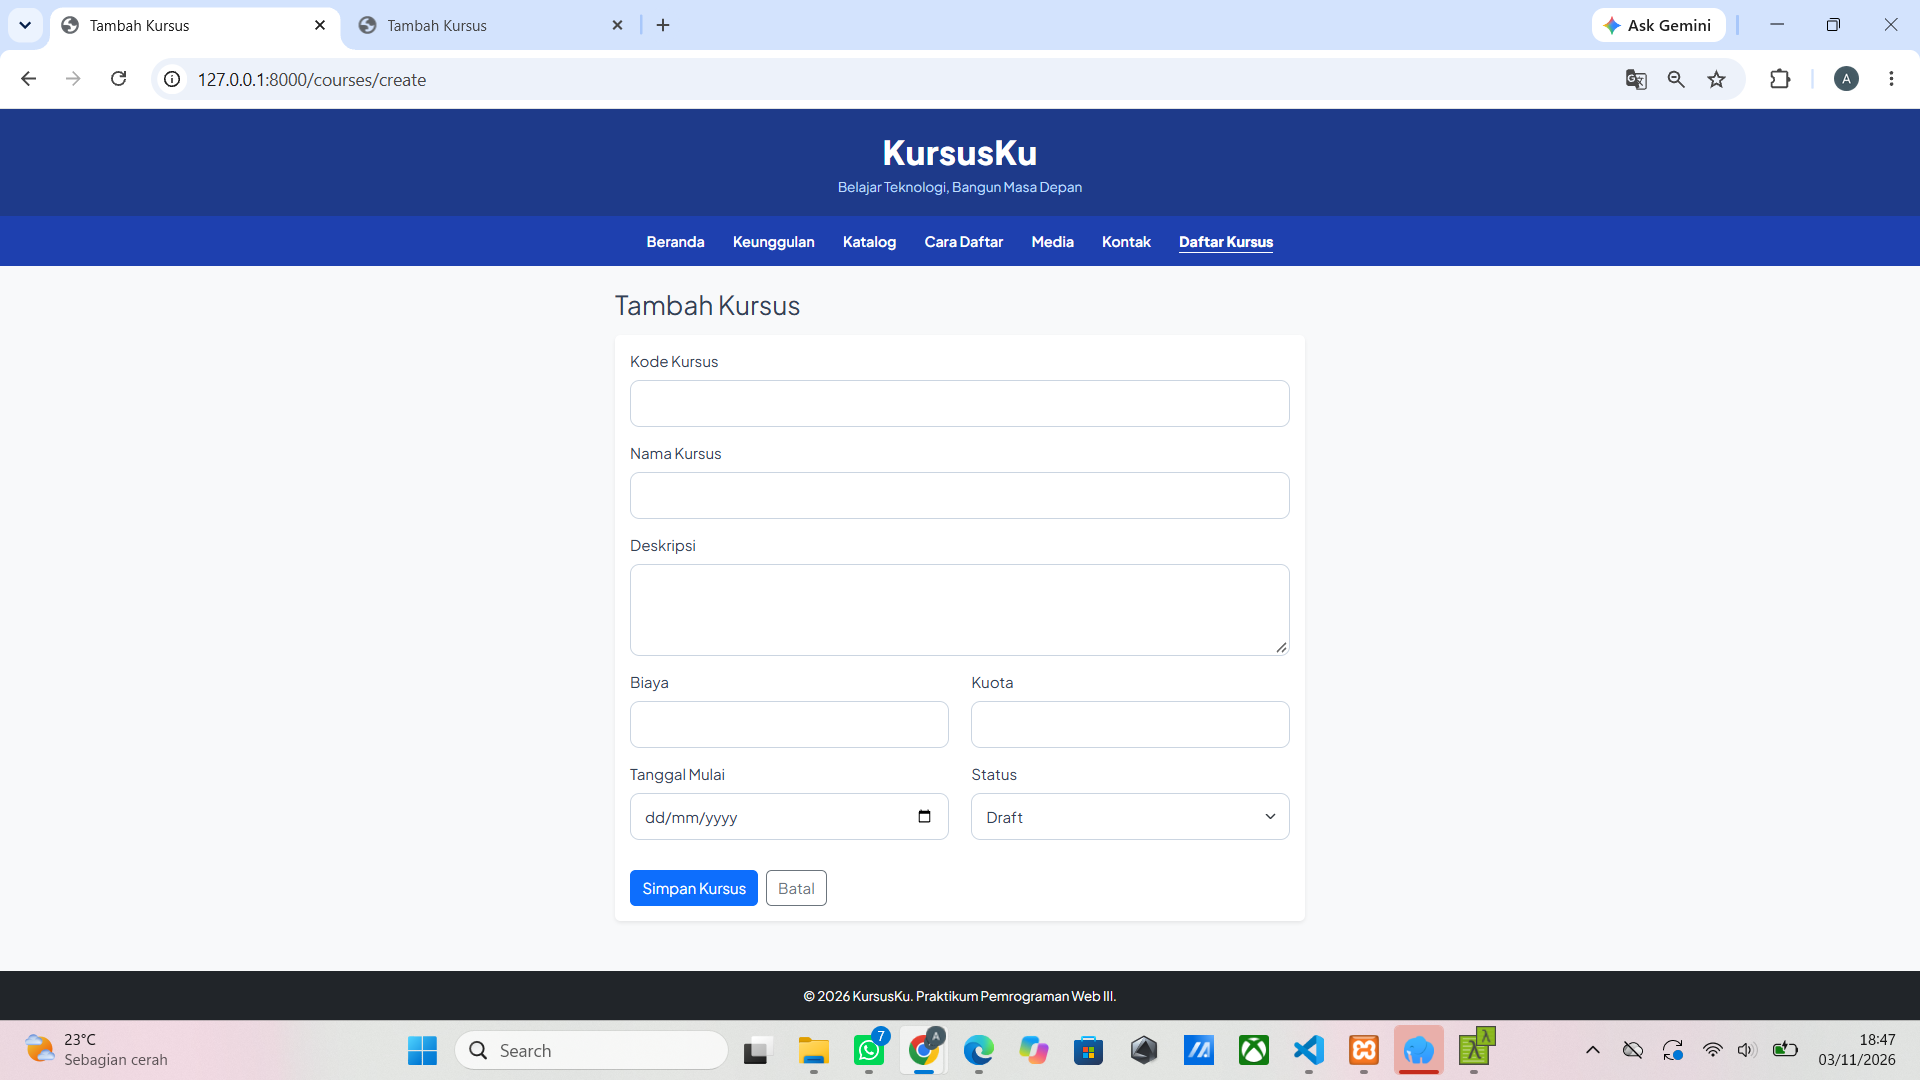 Tambah Kursus
Tambah Kursus
Ask Gemini
127.0.0.1:8000/courses/create
A
KursusKu
Belajar Teknologi, Bangun Masa Depan
Beranda Keunggulan Katalog Cara Daftar Media Kontak Daftar Kursus
Tambah Kursus
Kode Kursus
Nama Kursus
Deskripsi
Biaya Kuota
Tanggal Mulai Status
dd/mm/yyyy Draft
Simpan Kursus Batal
© 2026 KursusKu. Praktikum Pemrograman Web III.
23°C
Sebagian cerah
Search
7
A
λ
λ
18:47
03/11/2026